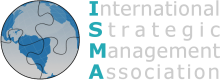 International
Strategic
Management
Association